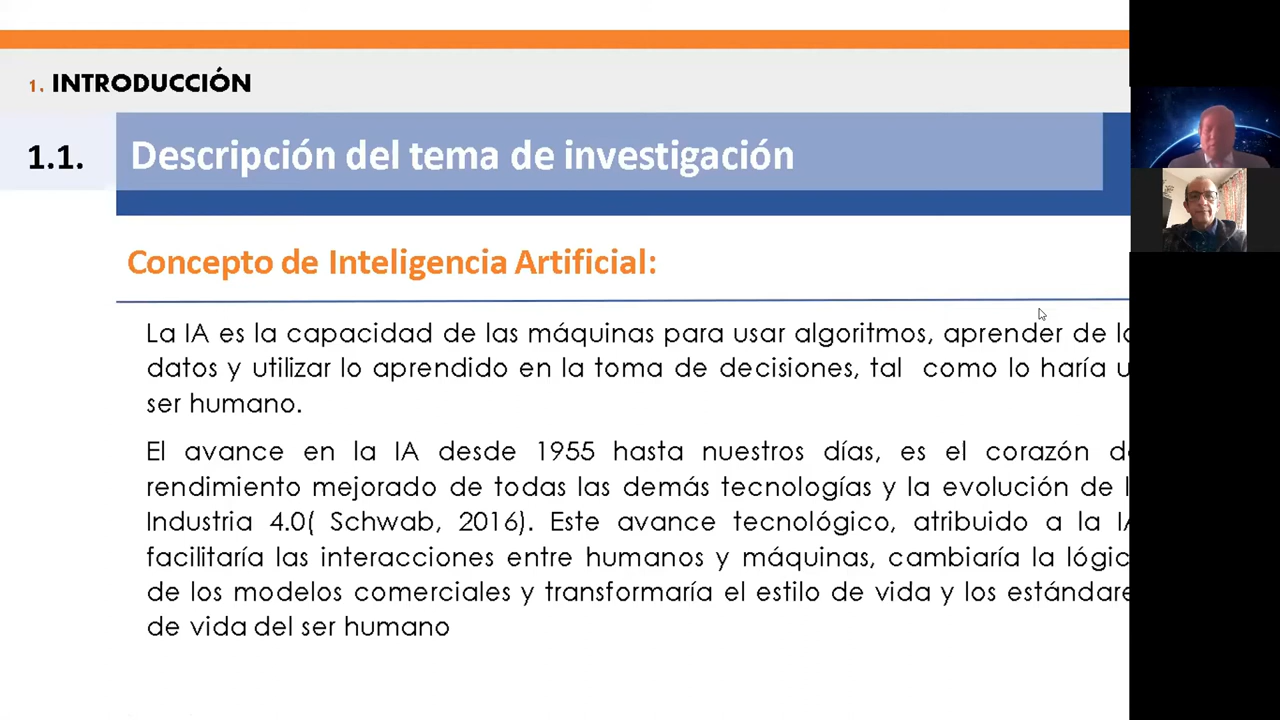 1. INTRODUCCIÓN
1.1. Descripción del tema de investigación
Concepto de Inteligencia Artificial:
La IA es la capacidad de las máquinas para usar algoritmos, aprender de
datos y utilizar lo aprendido en la toma de decisiones, tal como lo haría
ser humano.
El avance en la IA desde 1955 hasta nuestros días, es el corazón
rendimiento mejorado de todas las demás tecnologías y la evolución de
Industria 4.0( Schwab, 2016). Este avance tecnológico, atribuido a la
facilitaría las interacciones entre humanos y máquinas, cambiaría la
de los modelos comerciales y transformaría el estilo de vida y los
de vida del ser humano